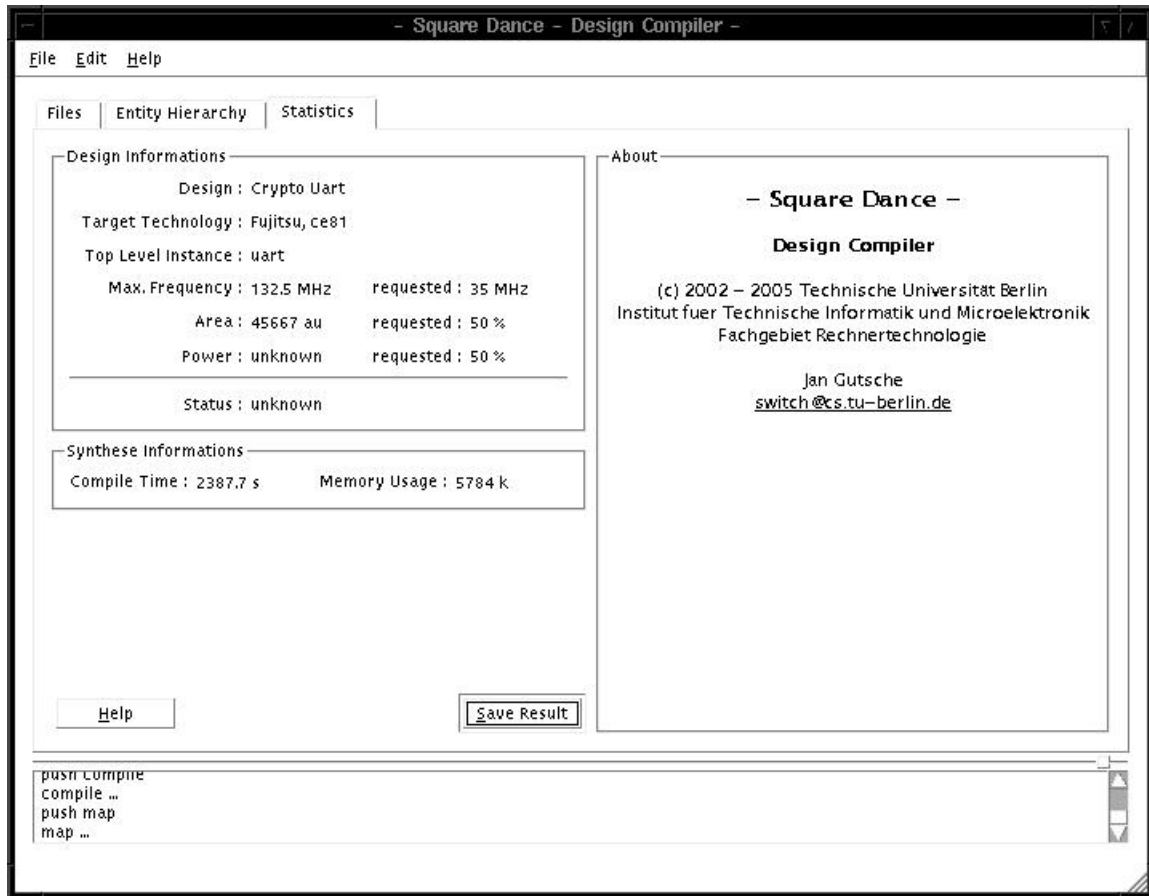 – Square Dance – Design Compiler –
File Edit Help
Files Entity Hierarchy Statistics
Design Informations
Design : Crypto Uart
Target Technology : Fujitsu, ce81
Top Level Instance : uart
Max. Frequency : 132.5 MHz requested : 35 MHz
Area : 45667 au requested : 50 %
Power : unknown requested : 50 %
Status : unknown
Synthese Informations
Compile Time : 2387.7 s Memory Usage : 5784 k
Help Save Result
About
– Square Dance –
Design Compiler
(c) 2002 – 2005 Technische Universität Berlin
Institut fuer Technische Informatik und Microelektronik
Fachgebiet Rechnertechnologie
Jan Gutsche
switch@cs.tu-berlin.de
push compile
compile ...
push map
map ...